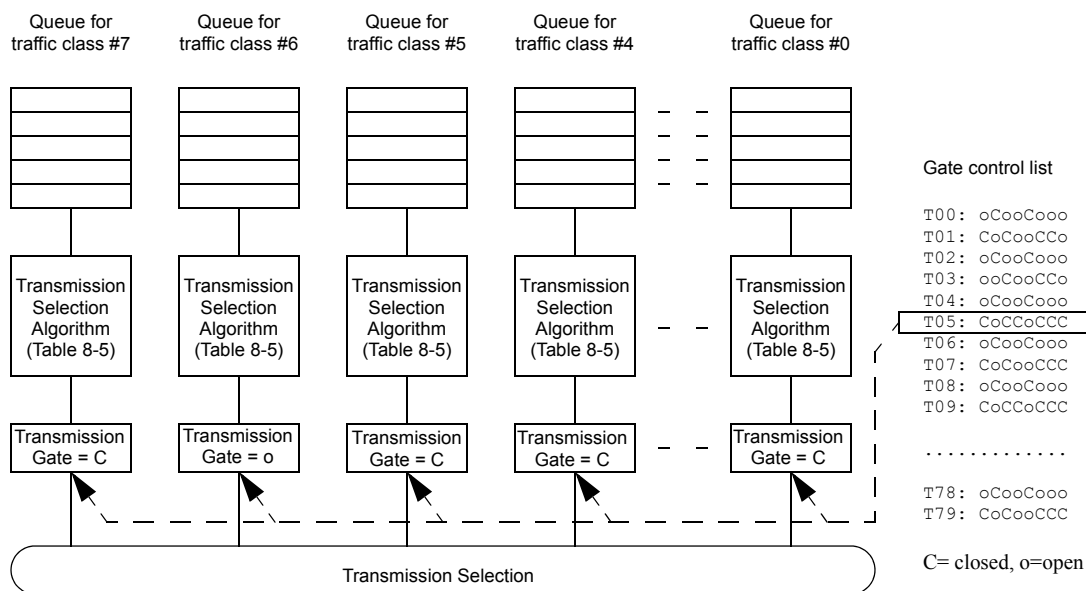 Queue for
traffic class #7
Queue for
traffic class #6
Queue for
traffic class #5
Queue for
traffic class #4
Queue for
traffic class #0
Transmission
Selection
Algorithm
(Table 8-5)
Transmission
Selection
Algorithm
(Table 8-5)
Transmission
Selection
Algorithm
(Table 8-5)
Transmission
Selection
Algorithm
(Table 8-5)
Transmission
Selection
Algorithm
(Table 8-5)
Transmission
Gate = C
Transmission
Gate = o
Transmission
Gate = C
Transmission
Gate = C
Transmission
Gate = C
Transmission Selection
Gate control list
T00: oCooCooo
T01: CoCooCCo
T02: oCooCooo
T03: ooCooCCo
T04: oCooCooo
T05: CoCCoCCC
T06: oCooCooo
T07: CoCooCCC
T08: oCooCooo
T09: CoCCoCCC
. . . . . . . . . . . . .
T78: oCooCooo
T79: CoCooCCC
C= closed, o=open